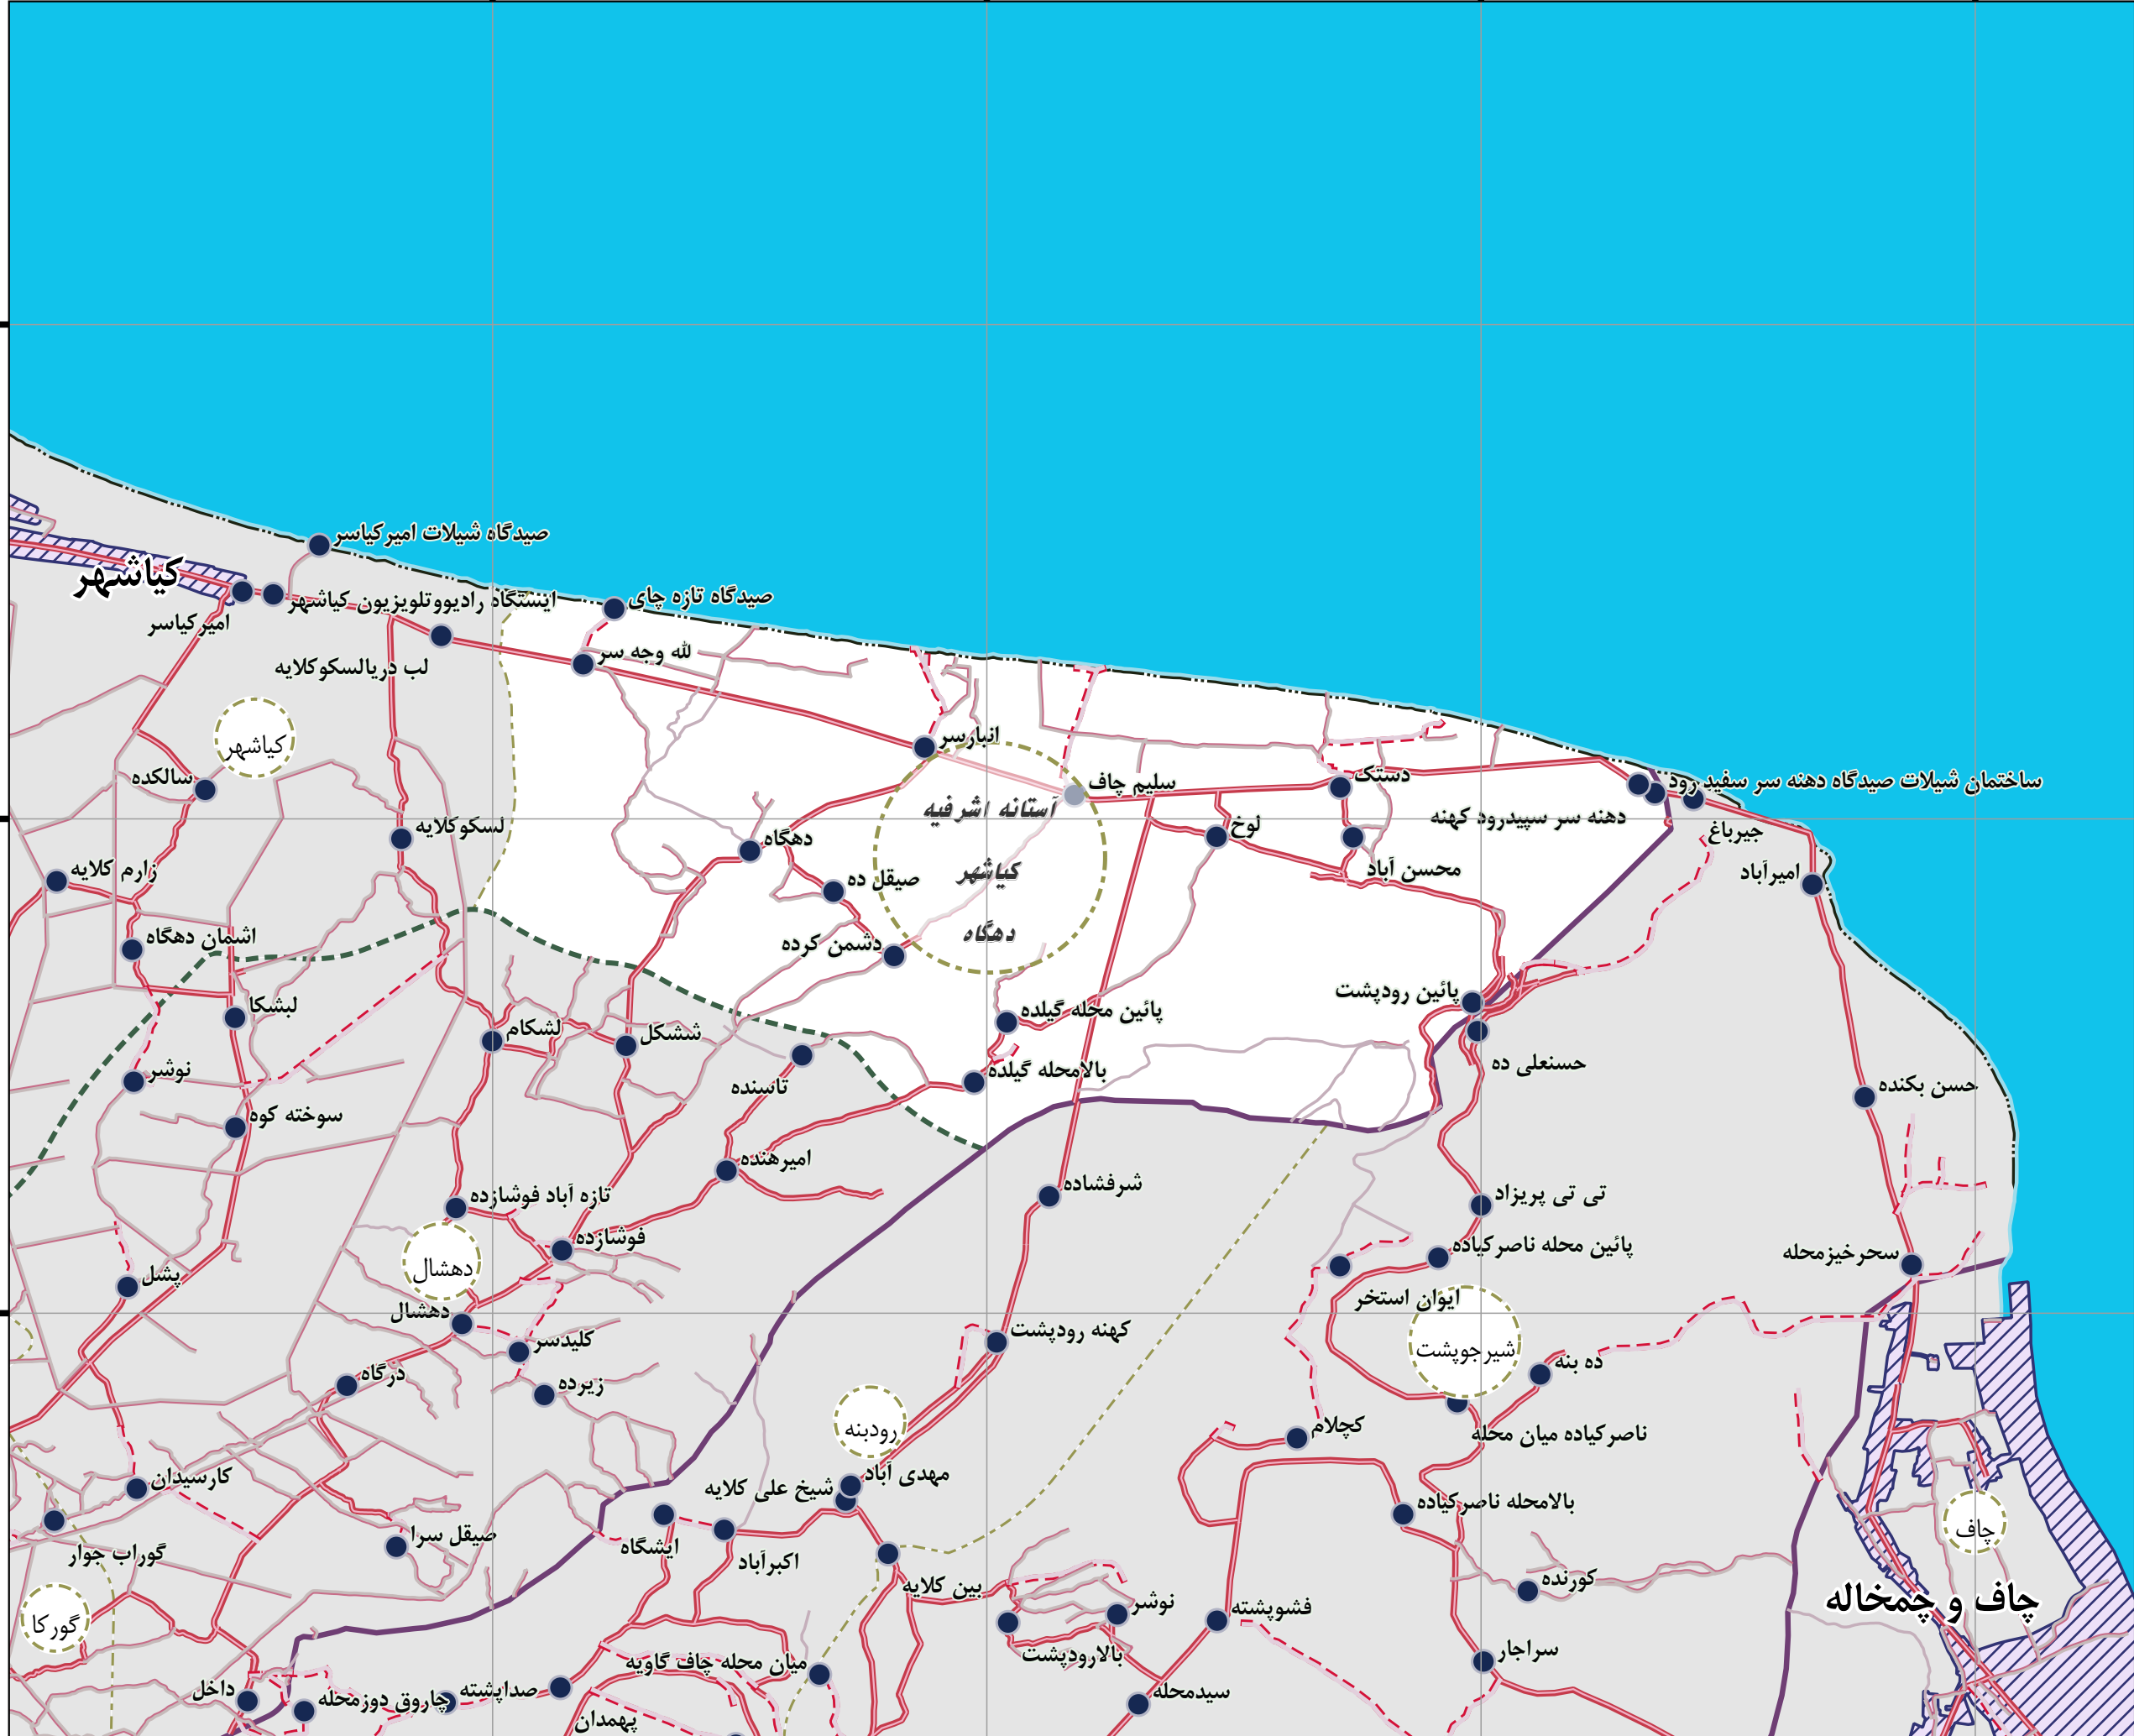 صیدگاه شیلات امیرکیاسر
کیاشهر
ایستگاه رادیووتلویزیون کیاشهر
صیدگاه تازه چای
امیرکیاسر
لله وجه سر
لب دریالسکوکلایه
کیاشهر
انبارسر
سالکده
سلیم چاف
دستک
ساختمان شیلات صیدگاه دهنه سر سفید رود
آستانه اشرفیه
کیاشهر
دهگاه
دهنه سر سپیدرود کهنه
لوخ
جیرباغ
لسکوکلایه
دهگاه
محسن آباد
امیرآباد
زارم کلایه
صیقل ده
دشمن کرده
اشمان دهگاه
پائین رودپشت
لبشکا
پائین محله گیلده
لشکام
ششکل
حسنعلی ده
نوشر
بالامحله گیلده
تاسنده
حسن بکنده
سوخته کوه
امیرهنده
شرفشاده
تی تی پریزاد
تازه آباد فوشازده
فوشازده
پائین محله ناصرکیاده
سحرخیزمحله
دهشال
پشل
ایوان استخر
دهشال
کلیدسر
کهنه رودپشت
شیرجوپشت
ده بنه
درگاه
زیرده
رودبنه
کچلام
ناصرکیاده میان محله
کارسیدان
مهدی آباد
شیخ علی کلایه
بالامحله ناصرکیاده
چاف
صیقل سرا
ایشگاه
اکبرآباد
گوراب جوار
بین کلایه
کورنده
چاف و چمخاله
گورکا
نوشر
فشوپشته
بالارودپشت
سراجار
میان محله چاف گاویه
داخل
چاروق دوزمحله
صداپشته
سیدمحله
پهمدان